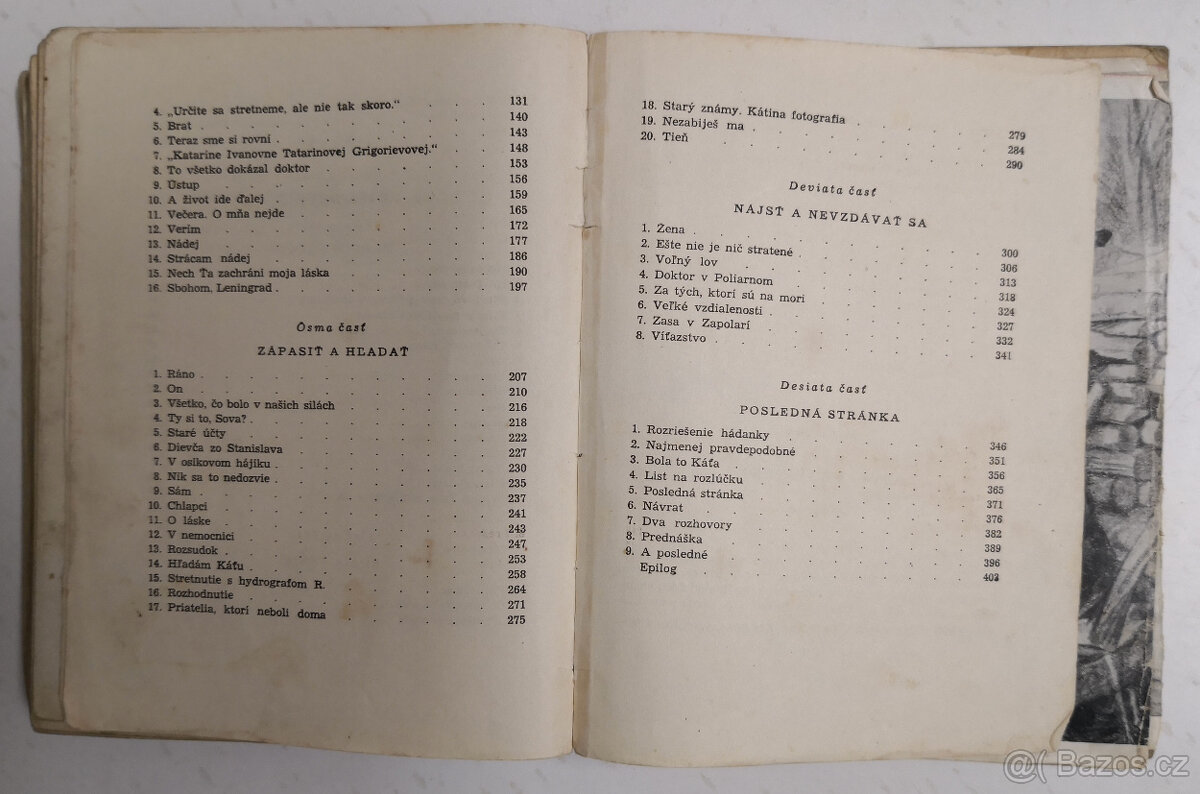 4. „Určite sa stretneme, ale nie tak skoro.“ . . . 131
5. Brat . . . 140
6. Teraz sme si rovní . . . 143
7. „Katarine Ivanovne Tatarinovej Grigorievovej.“ . . . 148
8. To všetko dokázal doktor . . . 153
9. Ústup . . . 156
10. A život ide ďalej . . . 159
11. Večera. O mňa nejde . . . 165
12. Verím . . . 172
13. Nádej . . . 177
14. Strácam nádej . . . 186
15. Nech Ťa zachráni moja láska . . . 190
16. Sbohom, Leningrad . . . 197
Ôsma časť
ZÁPASIŤ A HĽADAŤ
1. Ráno . . . 207
2. On . . . 210
3. Všetko, čo bolo v našich silách . . . 216
4. Ty si to, Sova? . . . 218
5. Staré účty . . . 222
6. Dievča zo Stanislava . . . 227
7. V osikovom hájiku . . . 230
8. Nik sa to nedozvie . . . 235
9. Sám . . . 237
10. Chlapci . . . 241
11. O láske . . . 243
12. V nemocnici . . . 247
13. Rozsudok . . . 253
14. Hľadám Káťu . . . 258
15. Stretnutie s hydrografom R. . . . 264
16. Rozhodnutie . . . 271
17. Priatelia, ktorí neboli doma . . . 275
18. Starý známy. Kátina fotografia . . . 279
19. Nezabiješ ma . . . 284
20. Tieň . . . 290
Deviata časť
NÁJSŤ A NEVZDÁVAŤ SA
1. Žena . . . 300
2. Ešte nie je nič stratené . . . 306
3. Voľný lov . . . 313
4. Doktor v Poliarnom . . . 318
5. Za tých, ktorí sú na mori . . . 324
6. Veľké vzdialenosti . . . 327
7. Zasa v Zapolarí . . . 332
8. Víťazstvo . . . 341
Desiata časť
POSLEDNÁ STRÁNKA
1. Rozriešenie hádanky . . . 346
2. Najmenej pravdepodobné . . . 351
3. Bola to Káťa . . . 356
4. List na rozlúčku . . . 365
5. Posledná stránka . . . 371
6. Návrat . . . 376
7. Dva rozhovory . . . 382
8. Prednáška . . . 389
9. A posledné . . . 396
Epilog . . . 403
@( Bazos.cz